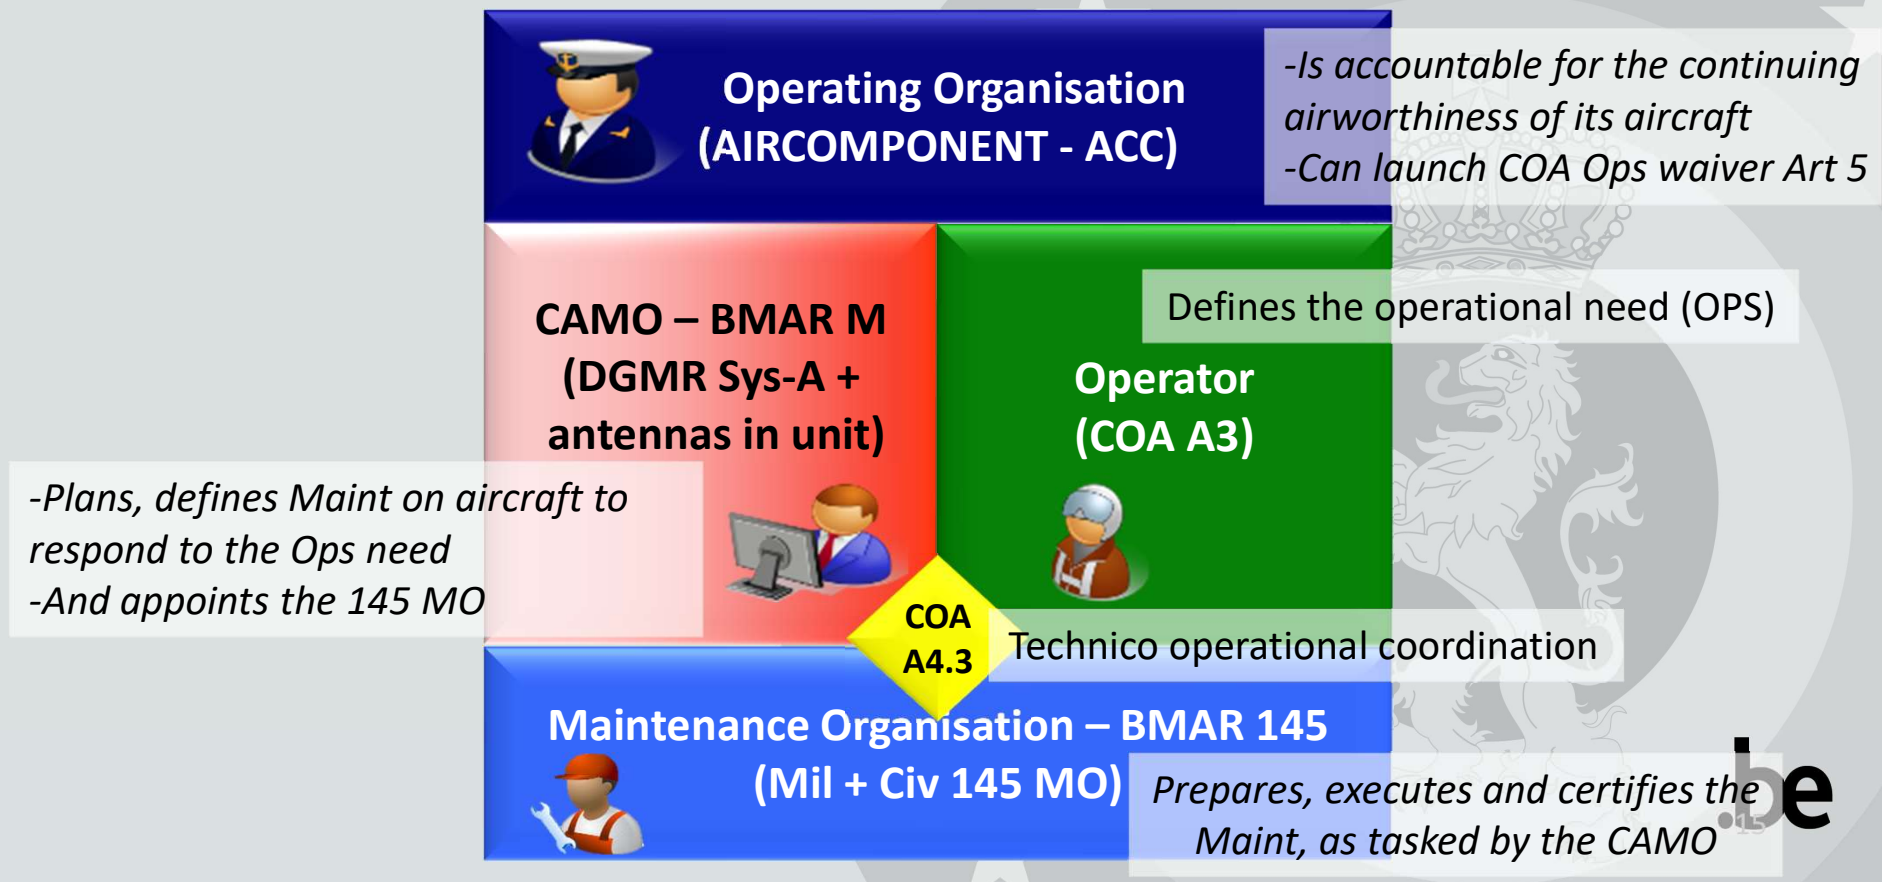 Operating Organisation
(AIRCOMPONENT - ACC)
-Is accountable for the continuing
airworthiness of its aircraft
-Can launch COA Ops waiver Art 5
CAMO – BMAR M
(DGMR Sys-A +
antennas in unit)
-Plans, defines Maint on aircraft to
respond to the Ops need
-And appoints the 145 MO
Defines the operational need (OPS)
Operator
(COA A3)
COA
A4.3
Technico operational coordination
Maintenance Organisation – BMAR 145
(Mil + Civ 145 MO)
Prepares, executes and certifies the
Maint, as tasked by the CAMO
.be
15